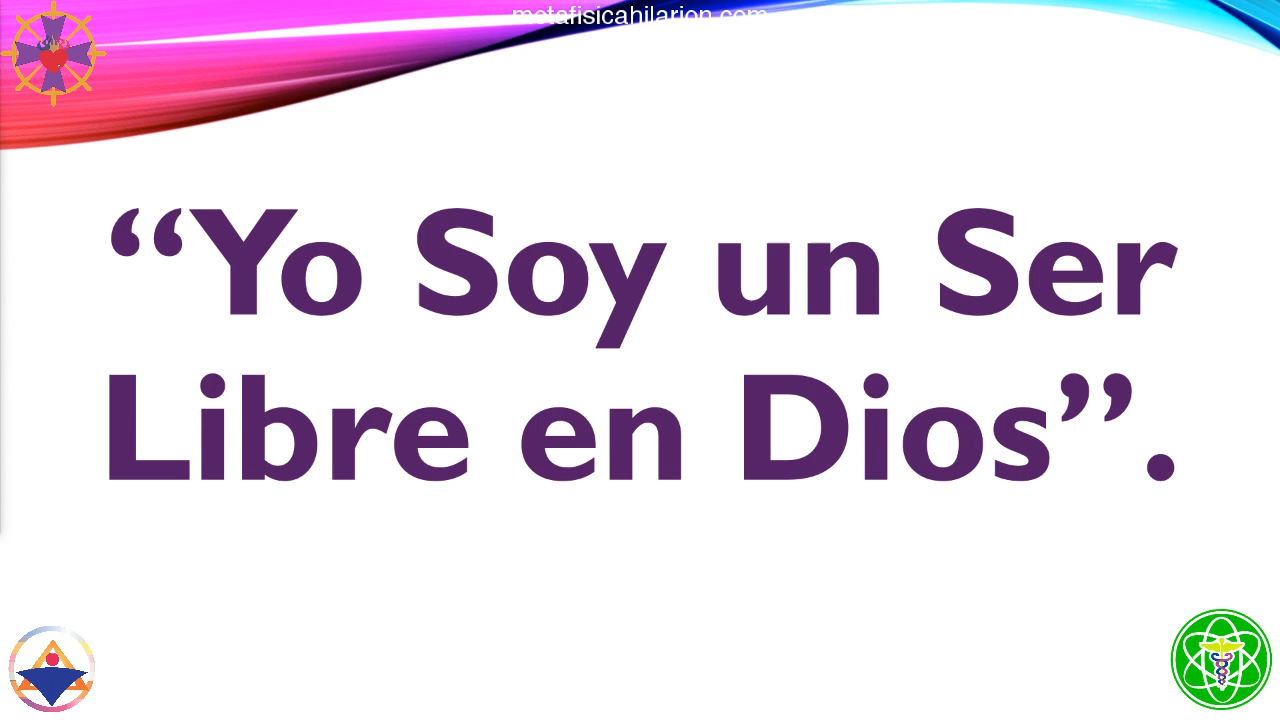 metafisicahilarion.com
“Yo Soy un Ser
Libre en Dios”.